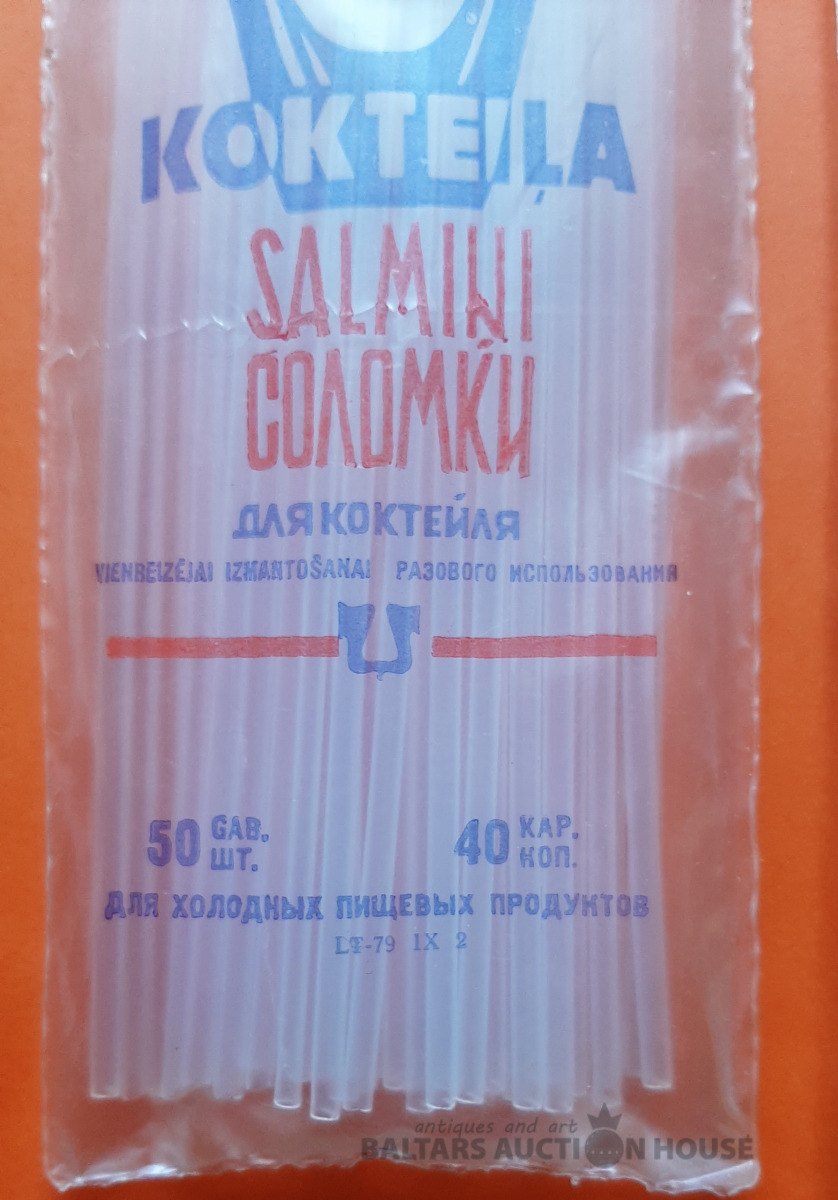 KOKTEIĻA
SALMIŅI
СОЛОМКИ
ДЛЯ КОКТЕЙЛЯ
VIENREIZĒJAI IZMANTOŠANAI РАЗОВОГО ИСПОЛЬЗОВАНИЯ
50 GAB. ШТ. 40 KAP. КОП.
ДЛЯ ХОЛОДНЫХ ПИЩЕВЫХ ПРОДУКТОВ
-79 IX 2
antiques and art
BALTARS AUCTION HOUSE